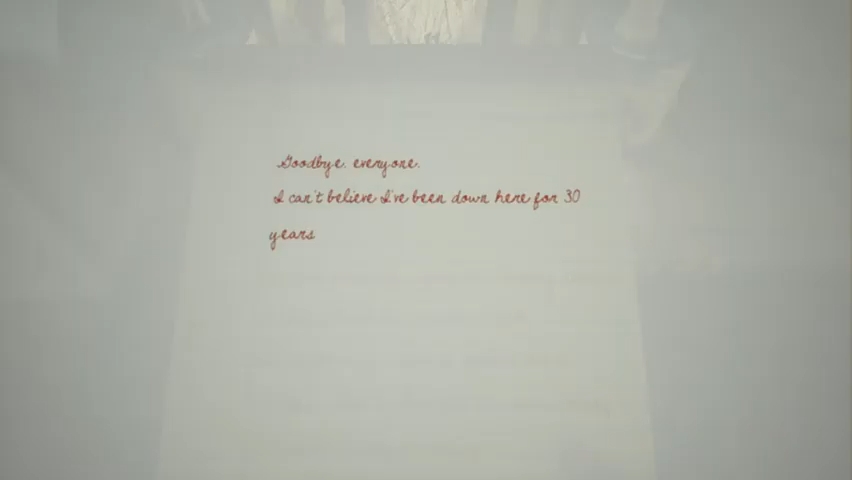 Goodbye, everyone.
I can't believe I've been down here for 30
years